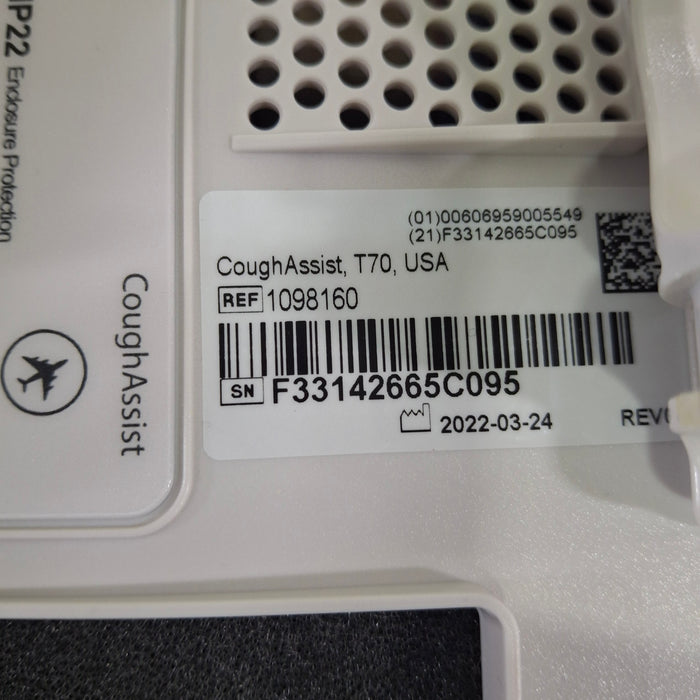 IP22 Enclosure Protection
CoughAssist
(01)00606959005549
(21)F33142665C095
CoughAssist, T70, USA
REF 1098160
SN F33142665C095
2022-03-24